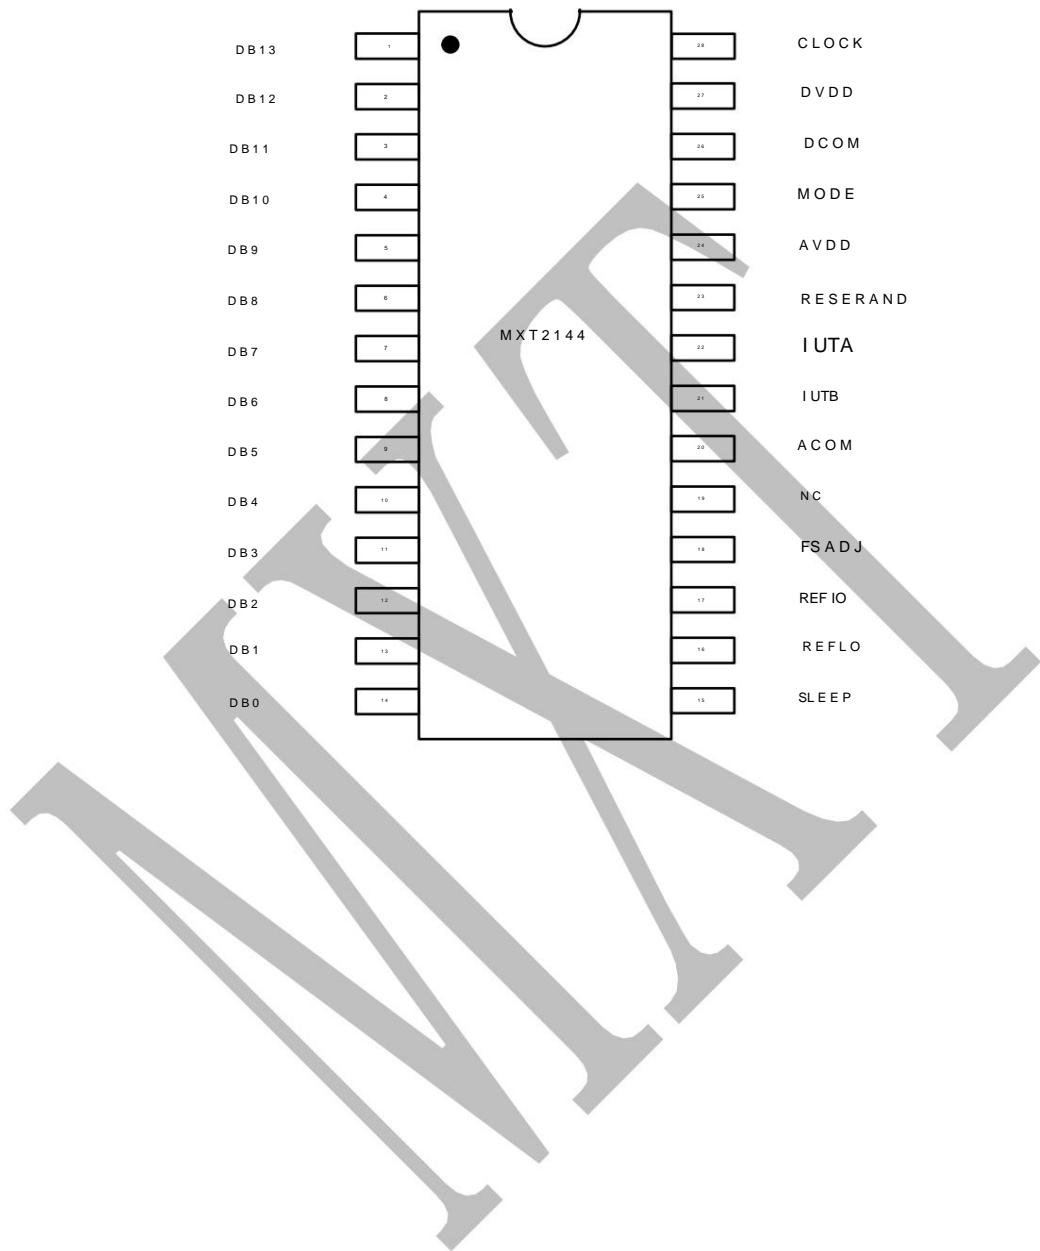 DB13 1 28 CLOCK
DB12 2 27 DVDD
DB11 3 26 DCOM
DB10 4 25 MODE
DB9 5 24 AVDD
DB8 6 23 RESERAND
MXT2144
DB7 7 22 IUTA
DB6 8 21 IUTB
DB5 9 20 ACOM
DB4 10 19 NC
DB3 11 18 FSADJ
DB2 12 17 REFIO
DB1 13 16 REFLO
DB0 14 15 SLEEP
MXT